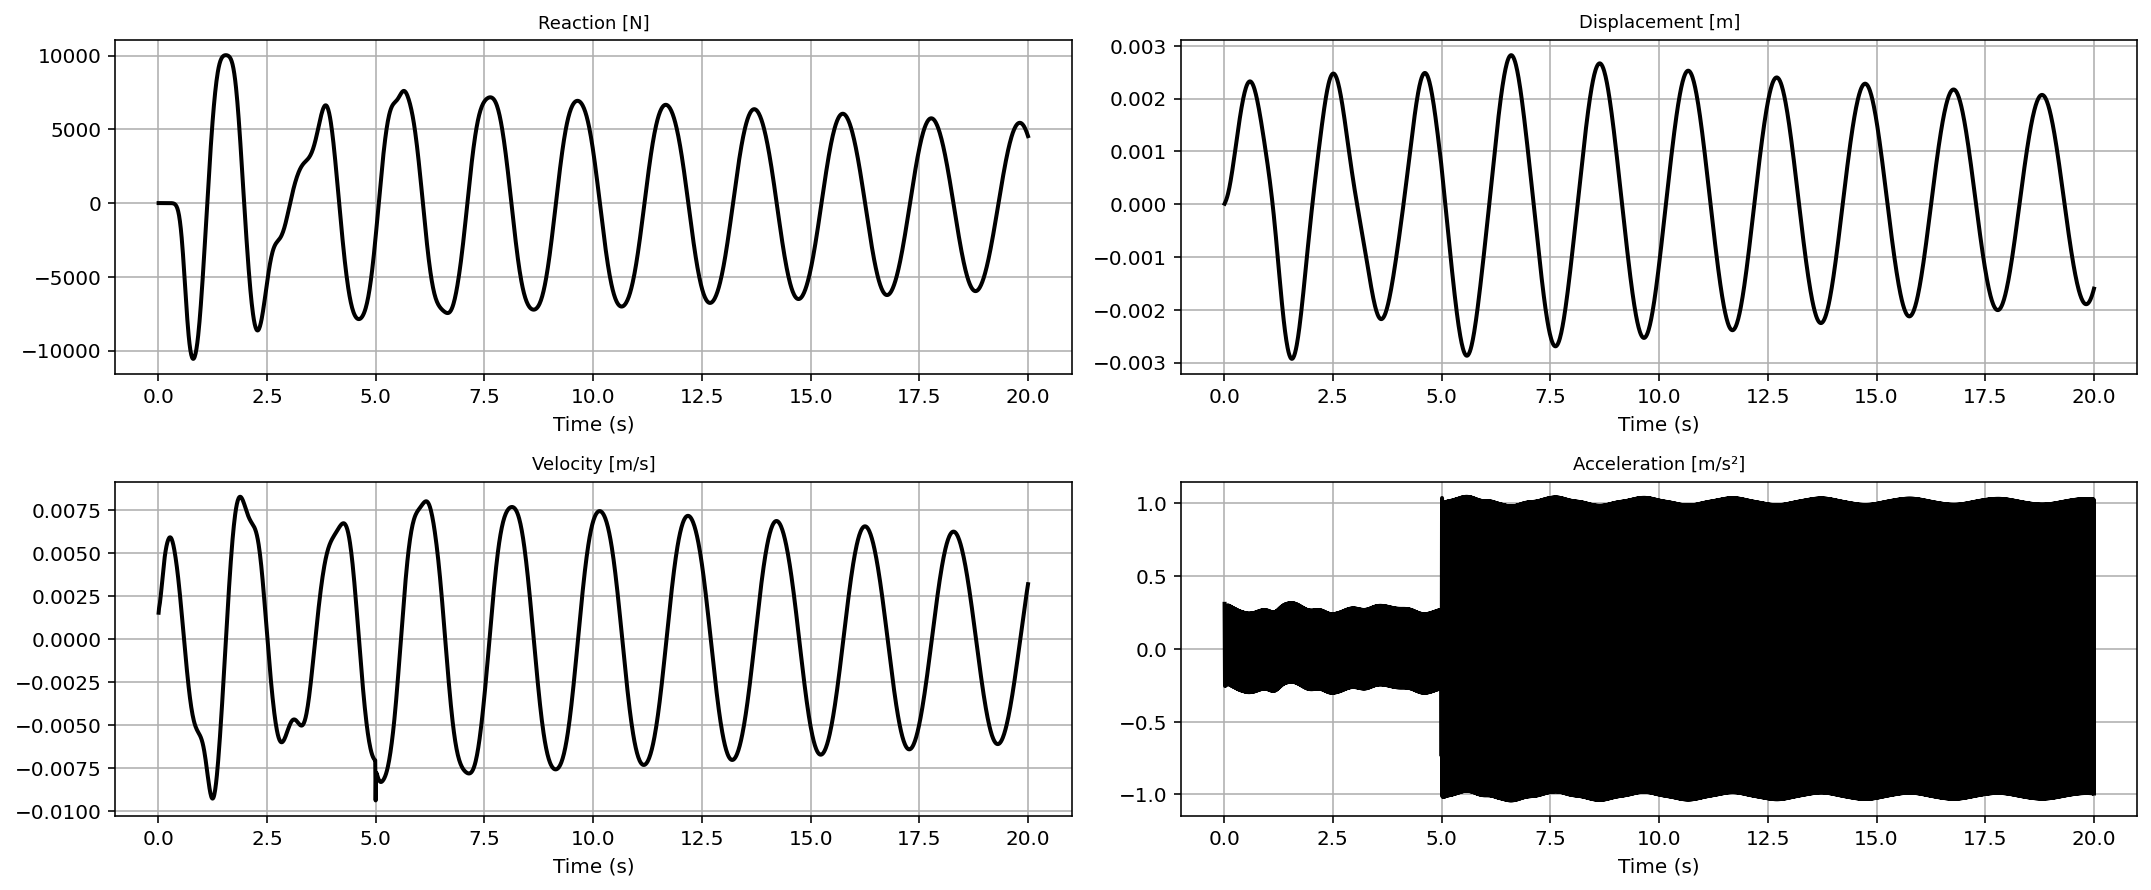 Reaction [N]
10000
5000
0
−5000
−10000
0.0 2.5 5.0 7.5 10.0 12.5 15.0 17.5 20.0
Time (s)
Displacement [m]
0.003
0.002
0.001
0.000
−0.001
−0.002
−0.003
0.0 2.5 5.0 7.5 10.0 12.5 15.0 17.5 20.0
Time (s)
Velocity [m/s]
0.0075
0.0050
0.0025
0.0000
−0.0025
−0.0050
−0.0075
−0.0100
0.0 2.5 5.0 7.5 10.0 12.5 15.0 17.5 20.0
Time (s)
Acceleration [m/s²]
1.0
0.5
0.0
−0.5
−1.0
0.0 2.5 5.0 7.5 10.0 12.5 15.0 17.5 20.0
Time (s)